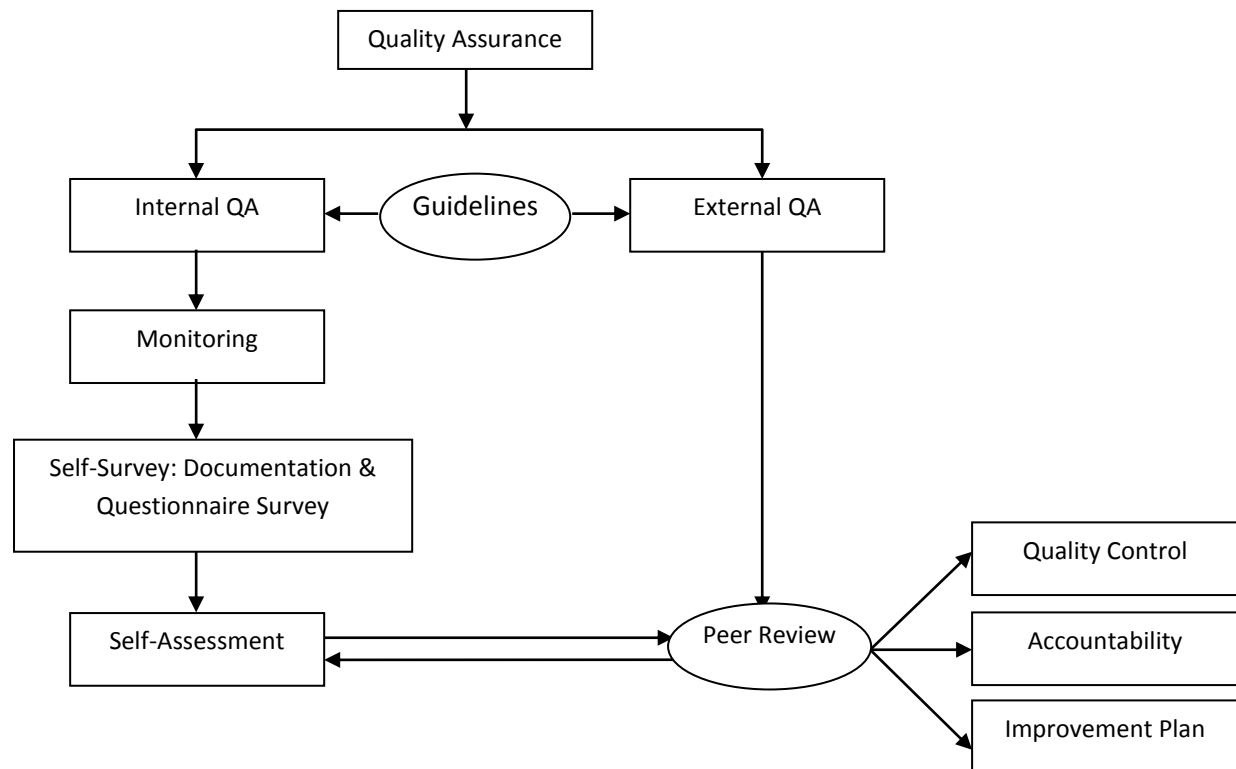 Quality Assurance
Internal QA
Guidelines
External QA
Monitoring
Self-Survey: Documentation &
Questionnaire Survey
Quality Control
Self-Assessment
Peer Review
Accountability
Improvement Plan